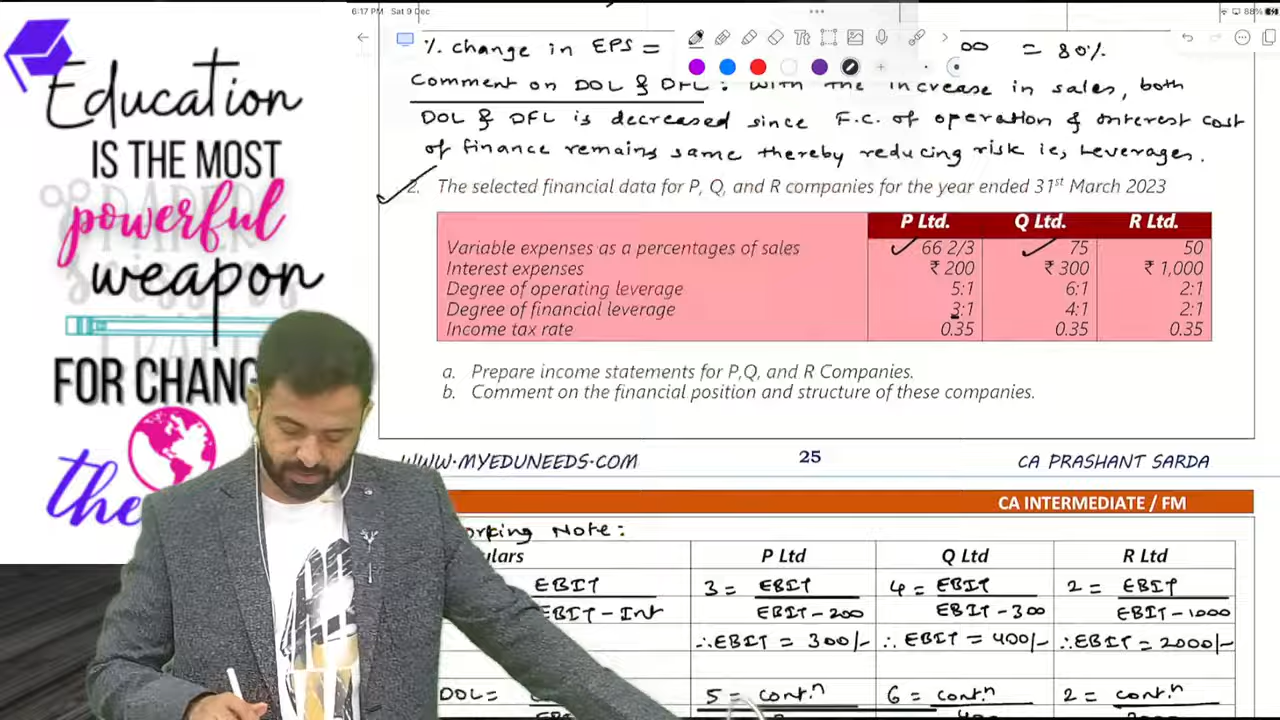 6:17 PM Sat 9 Dec
88%
Education
IS THE MOST
powerful
weapon
FOR CHANG
the
% change in EPS = = 80%
Comment on DOL & DFL : With the increase in sales, both
DOL & DFL is decreased since F.C. of operation & interest cost
of finance remains same thereby reducing risk ie, Leverages.
2. The selected financial data for P, Q, and R companies for the year ended 31st March 2023
P Ltd. Q Ltd. R Ltd.
Variable expenses as a percentages of sales 66 2/3 75 50
Interest expenses ₹ 200 ₹ 300 ₹ 1,000
Degree of operating leverage 5:1 6:1 2:1
Degree of financial leverage 3:1 4:1 2:1
Income tax rate 0.35 0.35 0.35
a. Prepare income statements for P,Q, and R Companies.
b. Comment on the financial position and structure of these companies.
WWW.MYEDUNEEDS.COM 25 CA PRASHANT SARDA
CA INTERMEDIATE / FM
orking Note:
ulars P Ltd Q Ltd R Ltd
EBIT 3 = EBIT 4 = EBIT 2 = EBIT
EBIT - Int EBIT - 200 EBIT - 300 EBIT - 1000
∴EBIT = 300/- ∴EBIT = 400/- ∴EBIT = 2000/-
DOL = 5 = contn 6 = contn 2 = contn